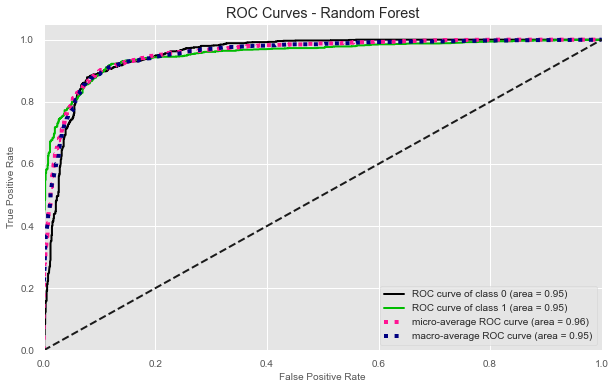 ROC Curves - Random Forest
True Positive Rate
1.0
0.8
0.6
0.4
0.2
0.0
0.0 0.2 0.4 0.6 0.8 1.0
False Positive Rate
ROC curve of class 0 (area = 0.95)
ROC curve of class 1 (area = 0.95)
micro-average ROC curve (area = 0.96)
macro-average ROC curve (area = 0.95)